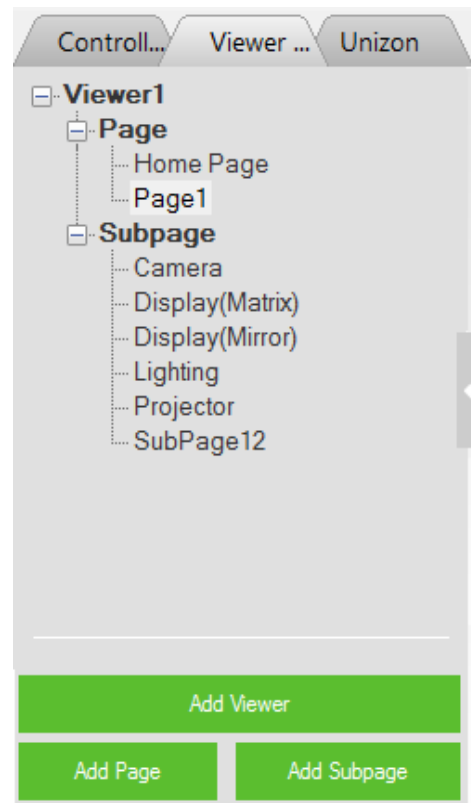 Controll... Viewer ... Unizon
Viewer1
Page
Home Page
Page1
Subpage
Camera
Display(Matrix)
Display(Mirror)
Lighting
Projector
SubPage12
Add Viewer
Add Page Add Subpage